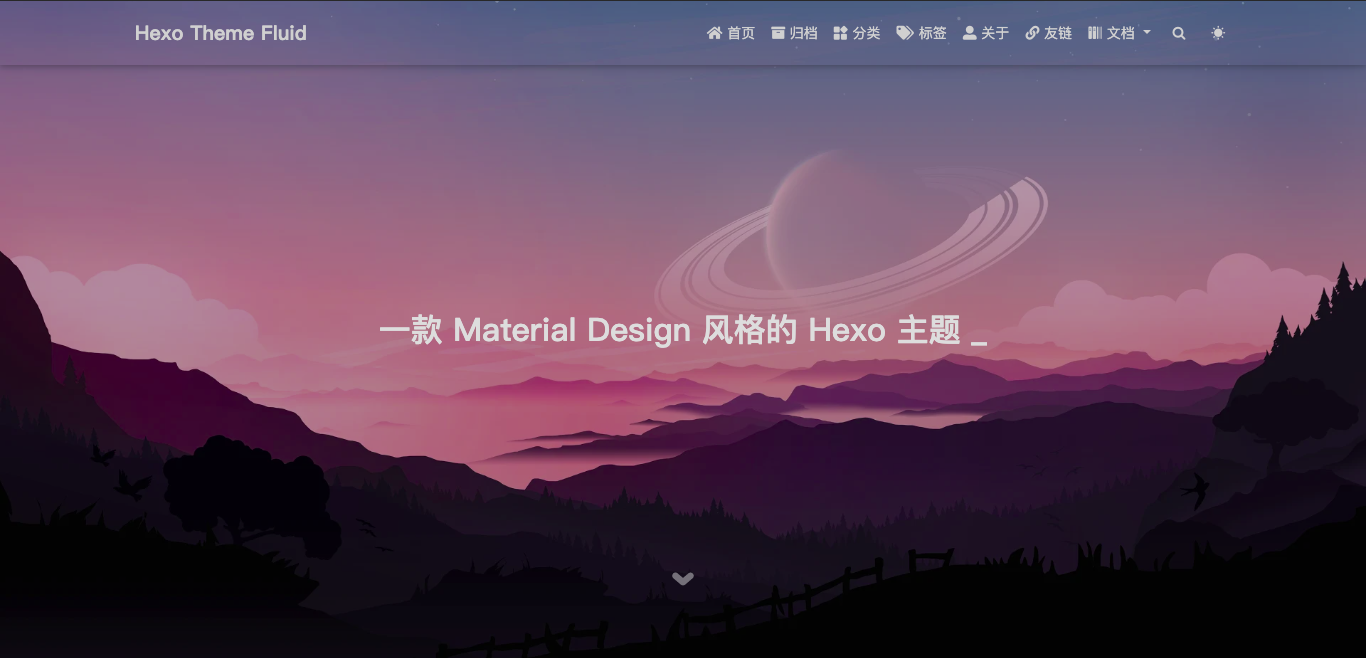 Hexo Theme Fluid
首页 归档 分类 标签 关于 友链 文档
一款 Material Design 风格的 Hexo 主题 _